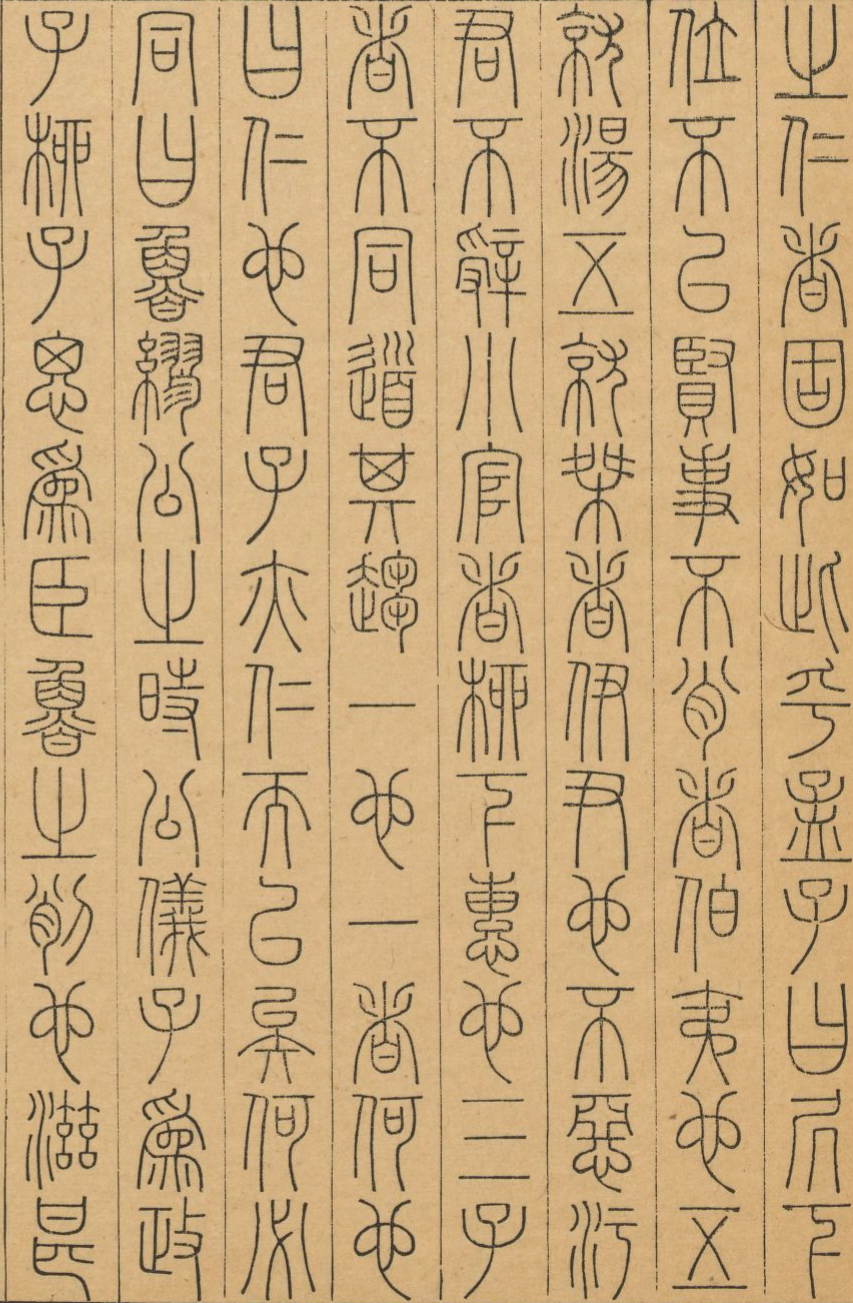 之仁者固如此乎孟子曰居下
位不以賢事不肖者伯夷也五
就湯五就桀者伊尹也不惡汙
君不辭小官者柳下惠也三子
者不同道其趨一也一者何也
曰仁也君子亦仁而已矣何必
同曰魯繆公之時公儀子為政
子柳子思為臣魯之削也滋甚